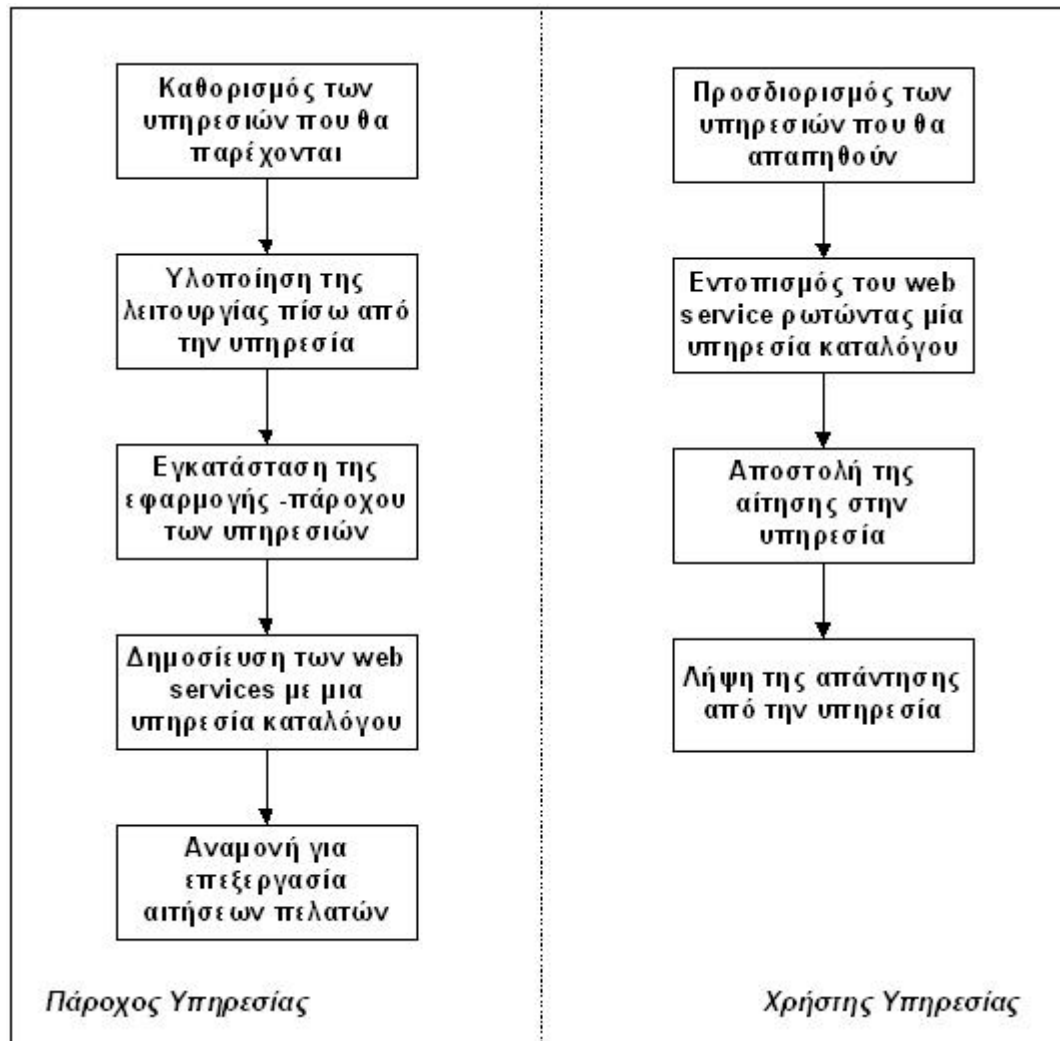 Καθορισμός των
υπηρεσιών που θα
παρέχονται
Υλοποίηση της
λειτουργίας πίσω από
την υπηρεσία
Εγκατάσταση της
εφαρμογής -πάροχου
των υπηρεσιών
Δημοσίευση των web
services με μια
υπηρεσία καταλόγου
Αναμονή για
επεξεργασία
αιτήσεων πελατών
Πάροχος Υπηρεσίας
Προσδιορισμός των
υπηρεσιών που θα
απαιτηθούν
Εντοπισμός του web
service ρωτώντας μία
υπηρεσία καταλόγου
Αποστολή της
αίτησης στην
υπηρεσία
Λήψη της απάντησης
από την υπηρεσία
Χρήστης Υπηρεσίας